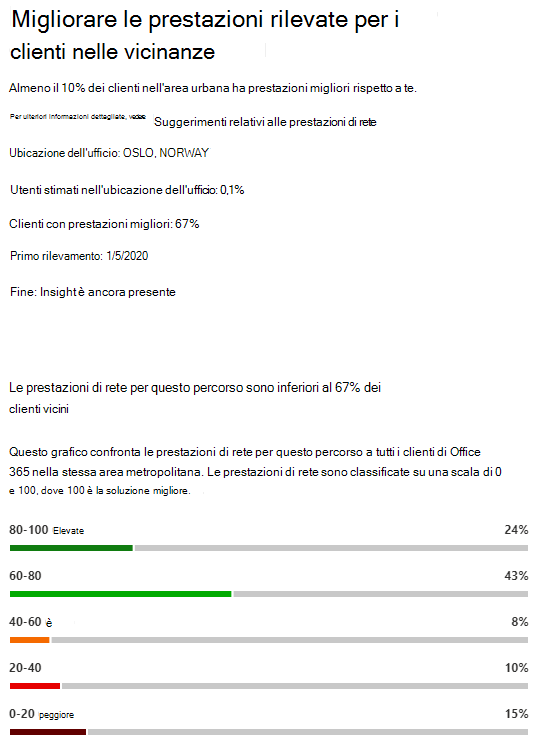 Migliorare le prestazioni rilevate per i
clienti nelle vicinanze
Almeno il 10% dei clienti nell'area urbana ha prestazioni migliori rispetto a te.
Per ulteriori informazioni dettagliate, vedere Suggerimenti relativi alle prestazioni di rete
Ubicazione dell'ufficio: OSLO, NORWAY
Utenti stimati nell'ubicazione dell'ufficio: 0,1%
Clienti con prestazioni migliori: 67%
Primo rilevamento: 1/5/2020
Fine: Insight è ancora presente
Le prestazioni di rete per questo percorso sono inferiori al 67% dei
clienti vicini
Questo grafico confronta le prestazioni di rete per questo percorso a tutti i clienti di Office
365 nella stessa area metropolitana. Le prestazioni di rete sono classificate su una scala di 0
e 100, dove 100 è la soluzione migliore.
80-100 Elevate 24%
60-80 43%
40-60 è 8%
20-40 10%
0-20 peggiore 15%